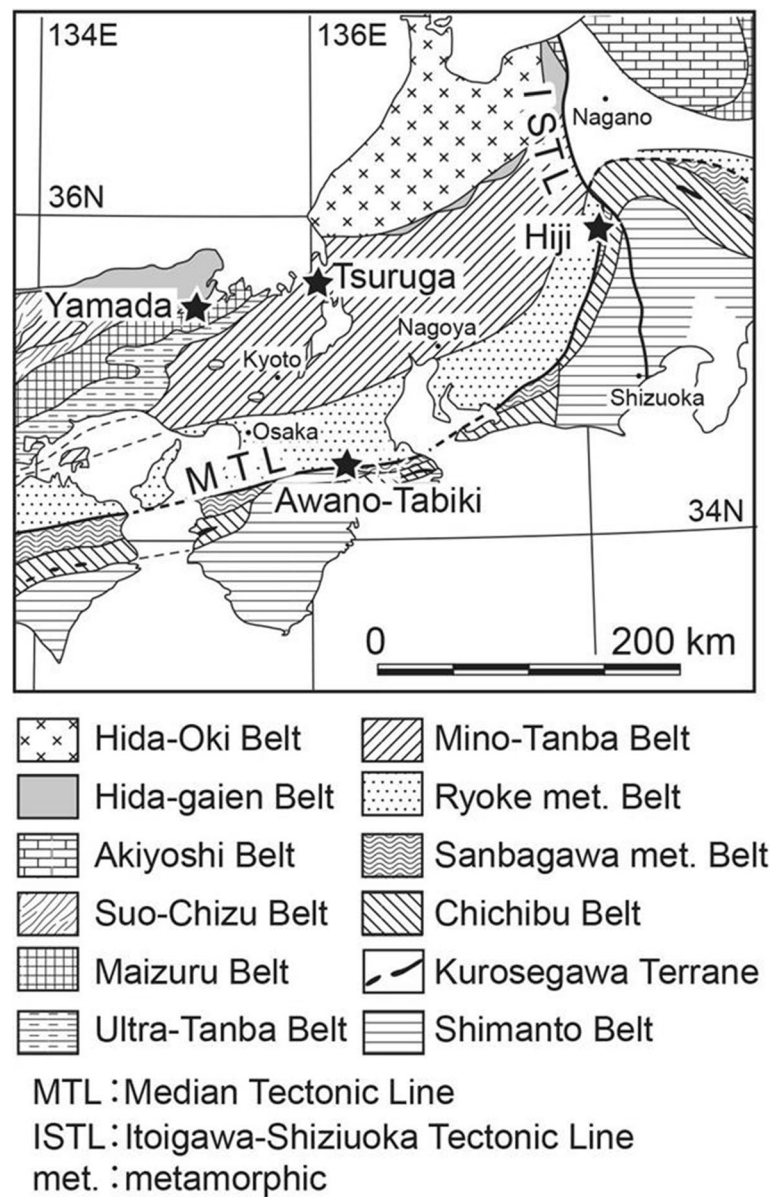 134E 136E
ISTL
Nagano
36N
Hiji
Tsuruga
Yamada
Nagoya
Kyoto
Shizuoka
Osaka
MTL
Awano-Tabiki
34N
0 200 km
Hida-Oki Belt Mino-Tanba Belt
Hida-gaien Belt Ryoke met. Belt
Akiyoshi Belt Sanbagawa met. Belt
Suo-Chizu Belt Chichibu Belt
Maizuru Belt Kurosegawa Terrane
Ultra-Tanba Belt Shimanto Belt
MTL : Median Tectonic Line
ISTL : Itoigawa-Shiziuoka Tectonic Line
met. : metamorphic